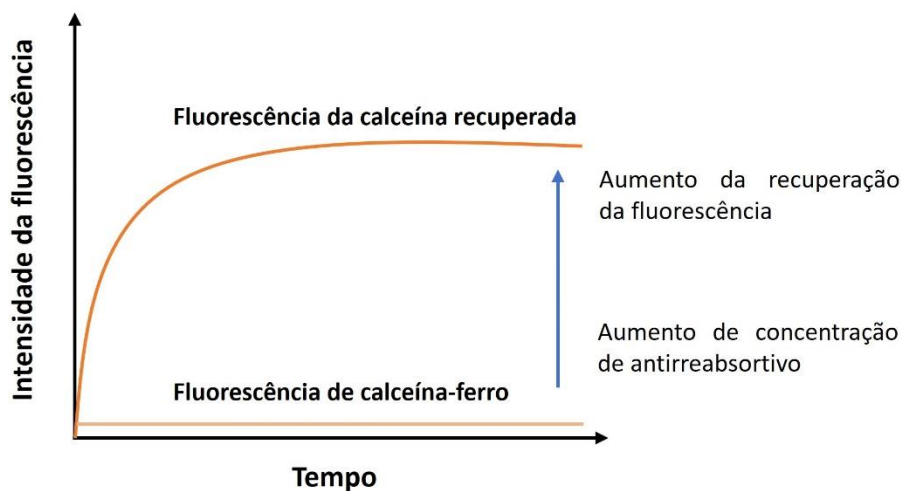 Intensidade da fluorescência
Fluorescência da calceína recuperada
Aumento da recuperação
da fluorescência
Aumento de concentração
de antirreabsortivo
Fluorescência de calceína-ferro
Tempo